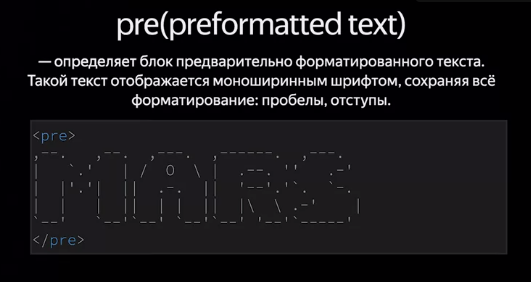 pre(preformatted text)
— определяет блок предварительно форматированного текста.
Такой текст отображается моноширинным шрифтом, сохраняя всё
форматирование: пробелы, отступы.
<pre>
MARS
</pre>